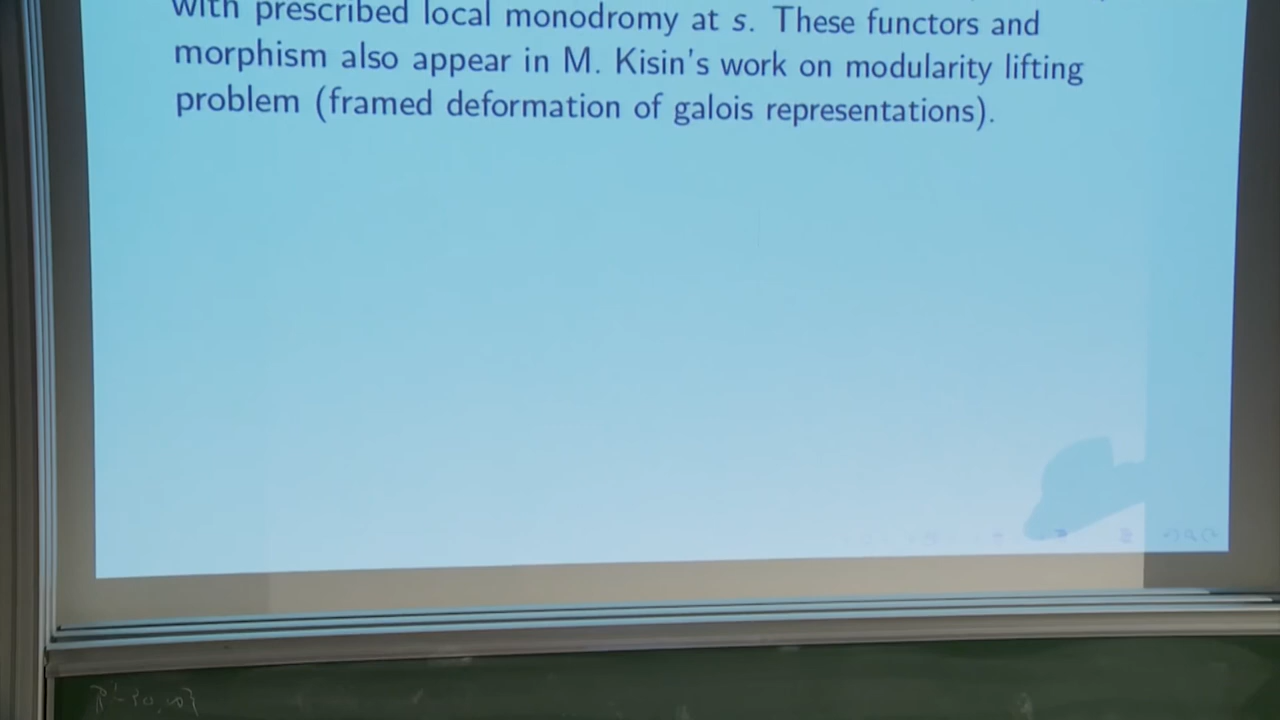 with prescribed local monodromy at s. These functors and
morphism also appear in M. Kisin's work on modularity lifting
problem (framed deformation of galois representations).